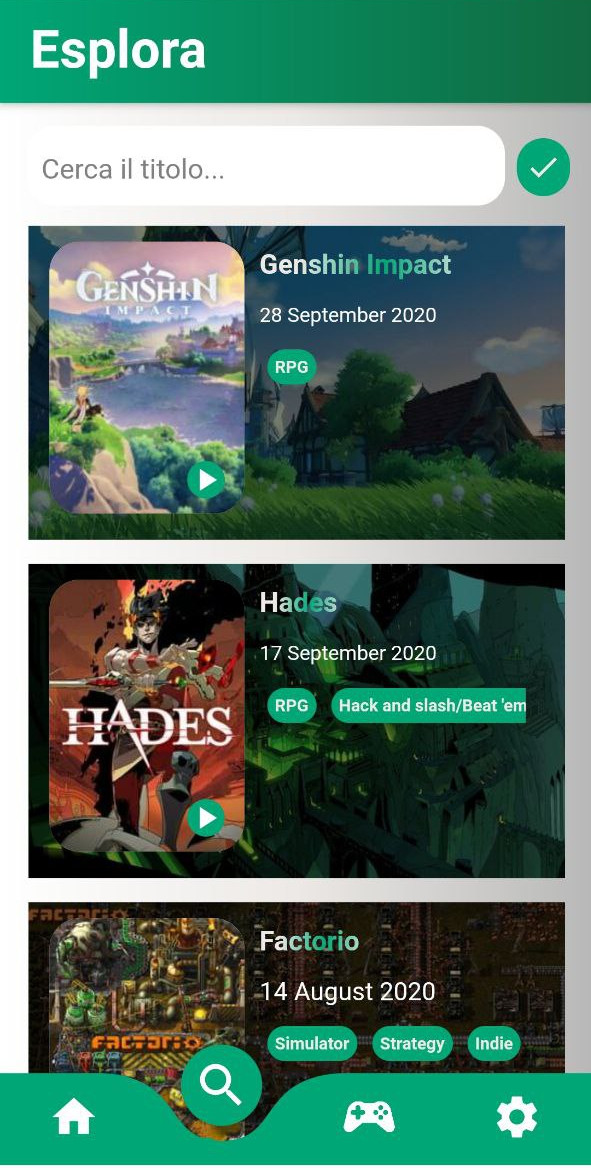 Esplora
Cerca il titolo...
GENSHIN
IMPACT
Genshin Impact
28 September 2020
RPG
HADES
Hades
17 September 2020
RPG
Hack and slash/Beat 'em
FACTORIO
FACTORIO
Factorio
14 August 2020
Simulator
Strategy
Indie